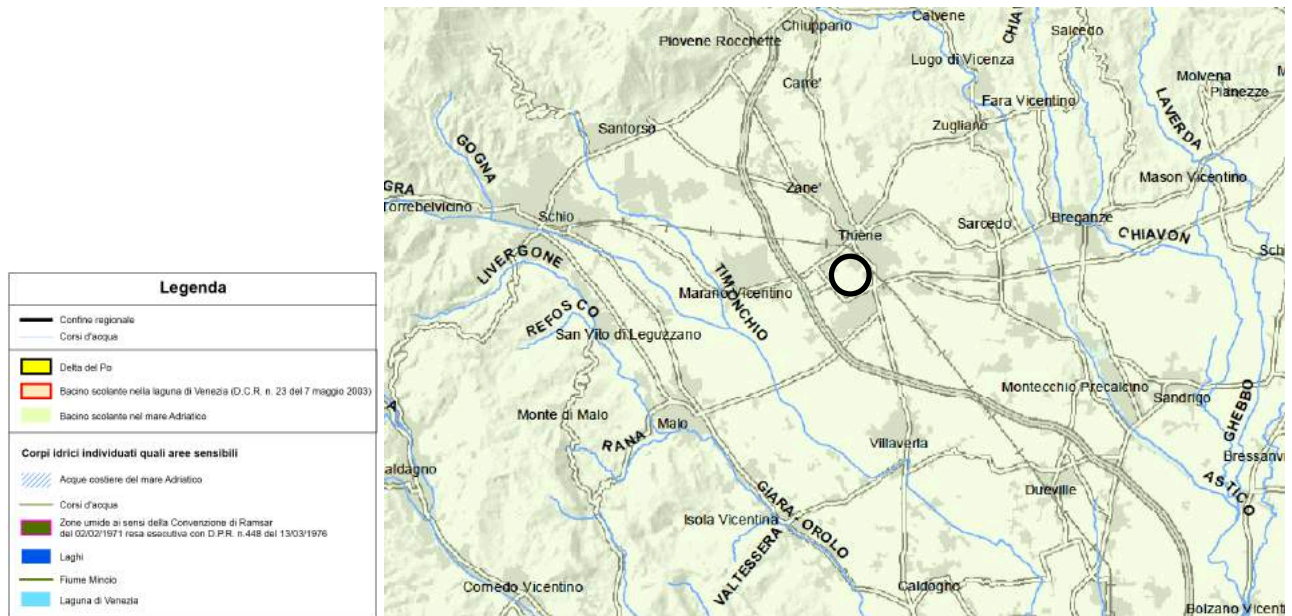 Legenda
Confine regionale
Corsi d'acqua
Delta del Po
Bacino scolante nella laguna di Venezia (D.C.R. n. 23 del 7 maggio 2003)
Bacino scolante nel mare Adriatico
Corpi idrici individuati quali aree sensibili
Acque costiere del mare Adriatico
Corsi d'acqua
Zone umide ai sensi della Convenzione di Ramsar
del 02/02/1971 resa esecutiva con D.P.R. n.448 del 13/03/1976
Laghi
Fiume Mincio
Laguna di Venezia
Chiuppano
Calvene
CHIA
Salcedo
Piovene Rocchette
Lugo di Vicenza
Carre'
Molvena
Pianezze
M
Fara Vicentino
LAVERDA
Santorso
Zugliano
GOGNA
Mason Vicentino
Zane'
GRA
Torrebelvicino
Schio
Sarcedo
Breganze
Thiene
CHIAVON
Schi
LIVERGONE
TIMONCHIO
Marano Vicentino
REFOSCO
San Vito di Leguzzano
Montecchio Precalcino
Sandrigo
GHEBBO
Monte di Malo
Malo
RANA
Villaverla
A
aldagno
Bressanvi
ASTICO
Dueville
GIARA-OROLO
Isola Vicentina
VALTESSERA
Cornedo Vicentino
Caldogno
Bolzano Vicent